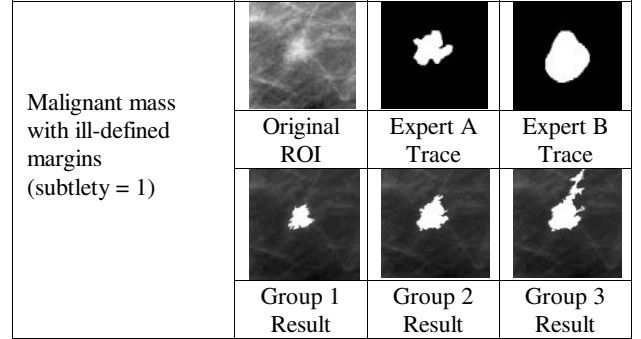 Malignant mass
with ill-defined
margins
(subtlety = 1)
Original
ROI
Expert A
Trace
Expert B
Trace
Group 1
Result
Group 2
Result
Group 3
Result